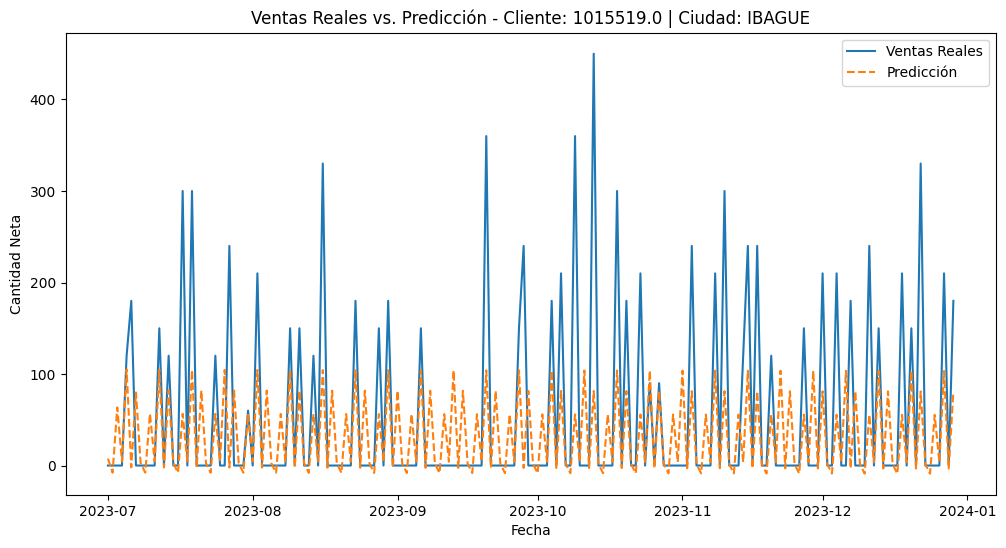 Ventas Reales vs. Predicción - Cliente: 1015519.0 | Ciudad: IBAGUE
Ventas Reales
Predicción
Cantidad Neta
400
300
200
100
0
2023-07
2023-08
2023-09
2023-10
2023-11
2023-12
2024-01
Fecha